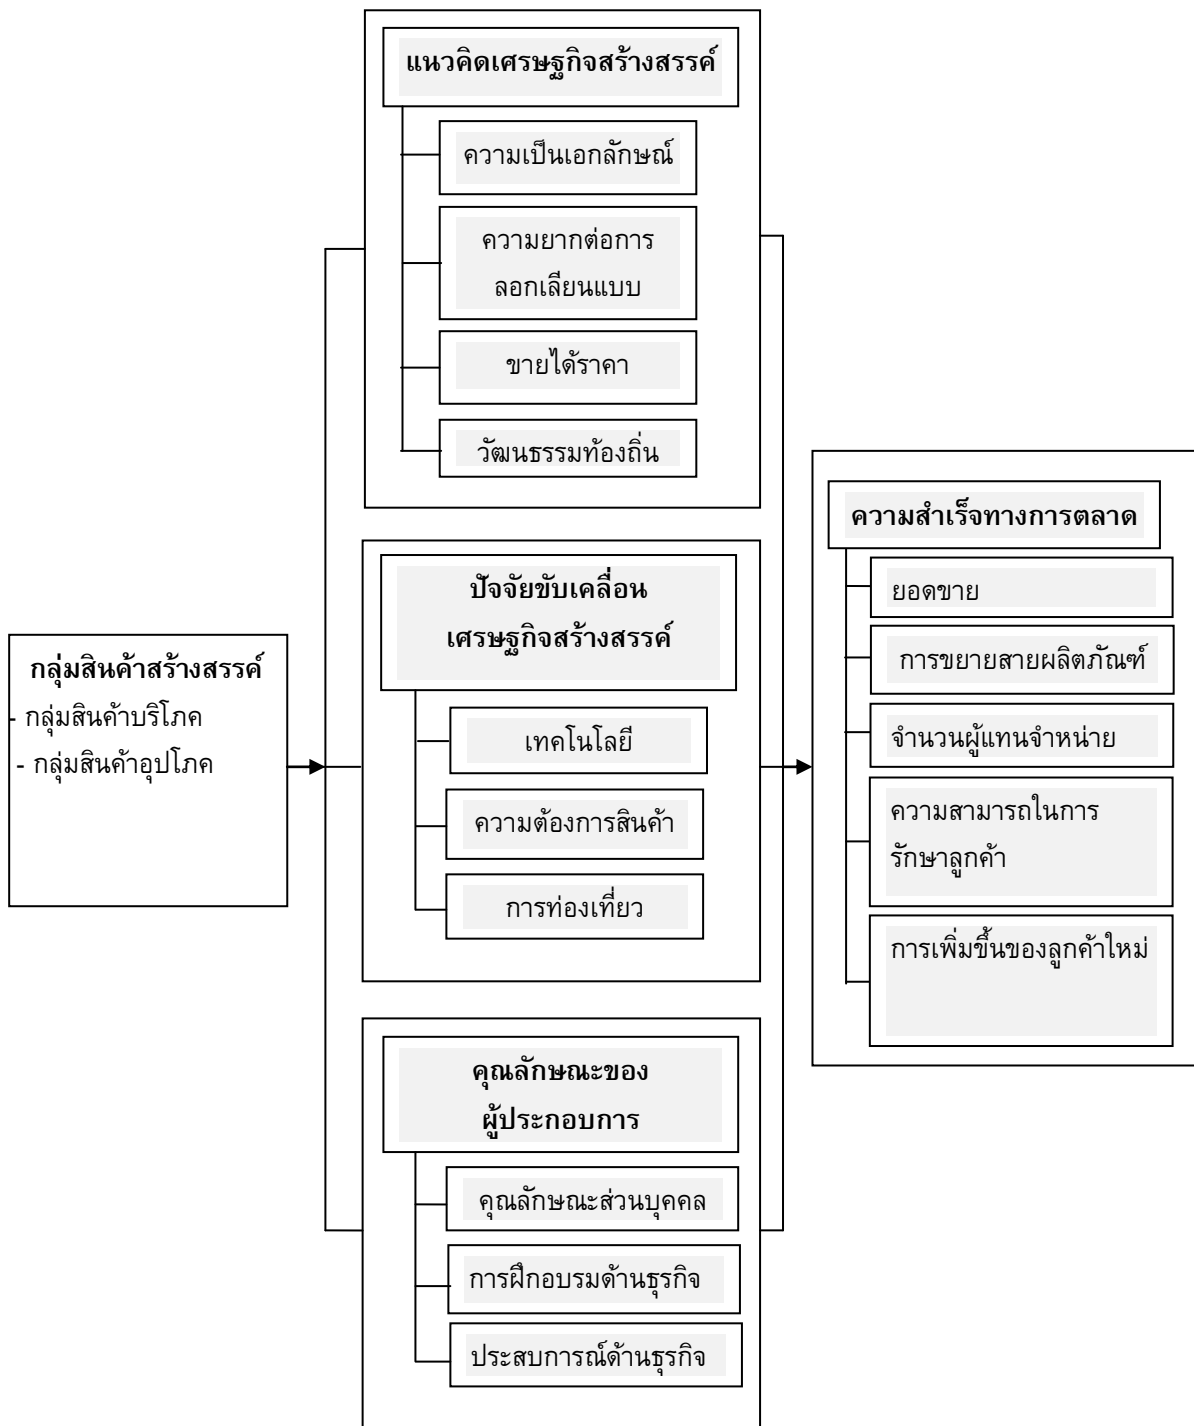 กลุ่มสินค้าสร้างสรรค์
- กลุ่มสินค้าบริโภค
- กลุ่มสินค้าอุปโภค
แนวคิดเศรษฐกิจสร้างสรรค์
ความเป็นเอกลักษณ์
ความยากต่อการ
ลอกเลียนแบบ
ขายได้ราคา
วัฒนธรรมท้องถิ่น
ปัจจัยขับเคลื่อน
เศรษฐกิจสร้างสรรค์
เทคโนโลยี
ความต้องการสินค้า
การท่องเที่ยว
คุณลักษณะของ
ผู้ประกอบการ
คุณลักษณะส่วนบุคคล
การฝึกอบรมด้านธุรกิจ
ประสบการณ์ด้านธุรกิจ
ความสำเร็จทางการตลาด
ยอดขาย
การขยายสายผลิตภัณฑ์
จำนวนผู้แทนจำหน่าย
ความสามารถในการ
รักษาลูกค้า
การเพิ่มขึ้นของลูกค้าใหม่